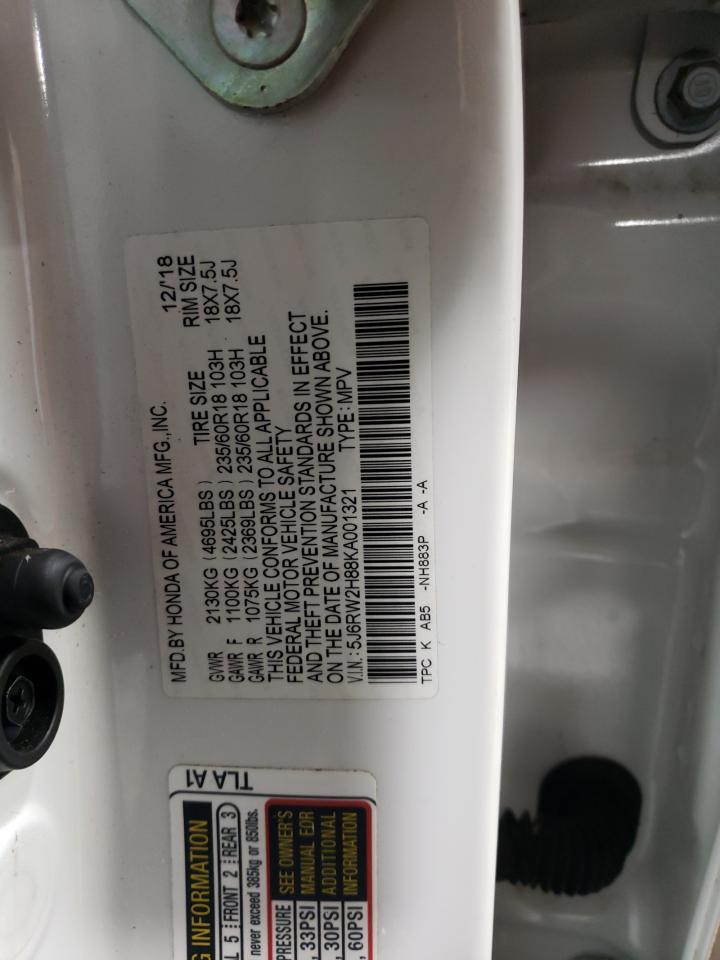 MFD.BY HONDA OF AMERICA MFG.,INC. 12/'18
TIRE SIZE RIM SIZE
GVWR 2130KG (4695LBS)
GAWR F 1100KG (2425LBS) 235/60R18 103H 18X7.5J
GAWR R 1075KG (2369LBS) 235/60R18 103H 18X7.5J
THIS VEHICLE CONFORMS TO ALL APPLICABLE
FEDERAL MOTOR VEHICLE SAFETY
AND THEFT PREVENTION STANDARDS IN EFFECT
ON THE DATE OF MANUFACTURE SHOWN ABOVE.
V.I.N.: 5J6RW2H88KA001321 TYPE: MPV
TPC K AB5 -NH883P -A -A
TLA A1
INFORMATION
5 FRONT 2 REAR 3
never exceed 385kg or 850lbs.
PRESSURE SEE OWNER'S
, 33PSI MANUAL FOR
, 30PSI ADDITIONAL
, 60PSI INFORMATION